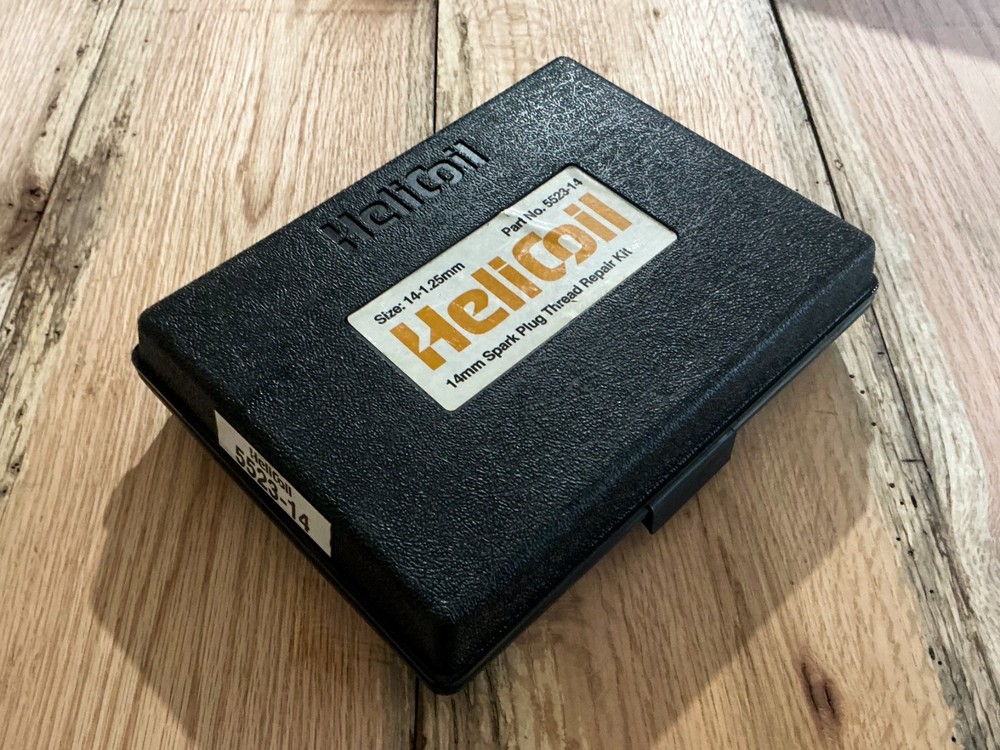 HeliCoil
Size: 14-1.25mm Part No. 5523-14
HeliCoil
14mm Spark Plug Thread Repair Kit
HeliCoil
5523-14